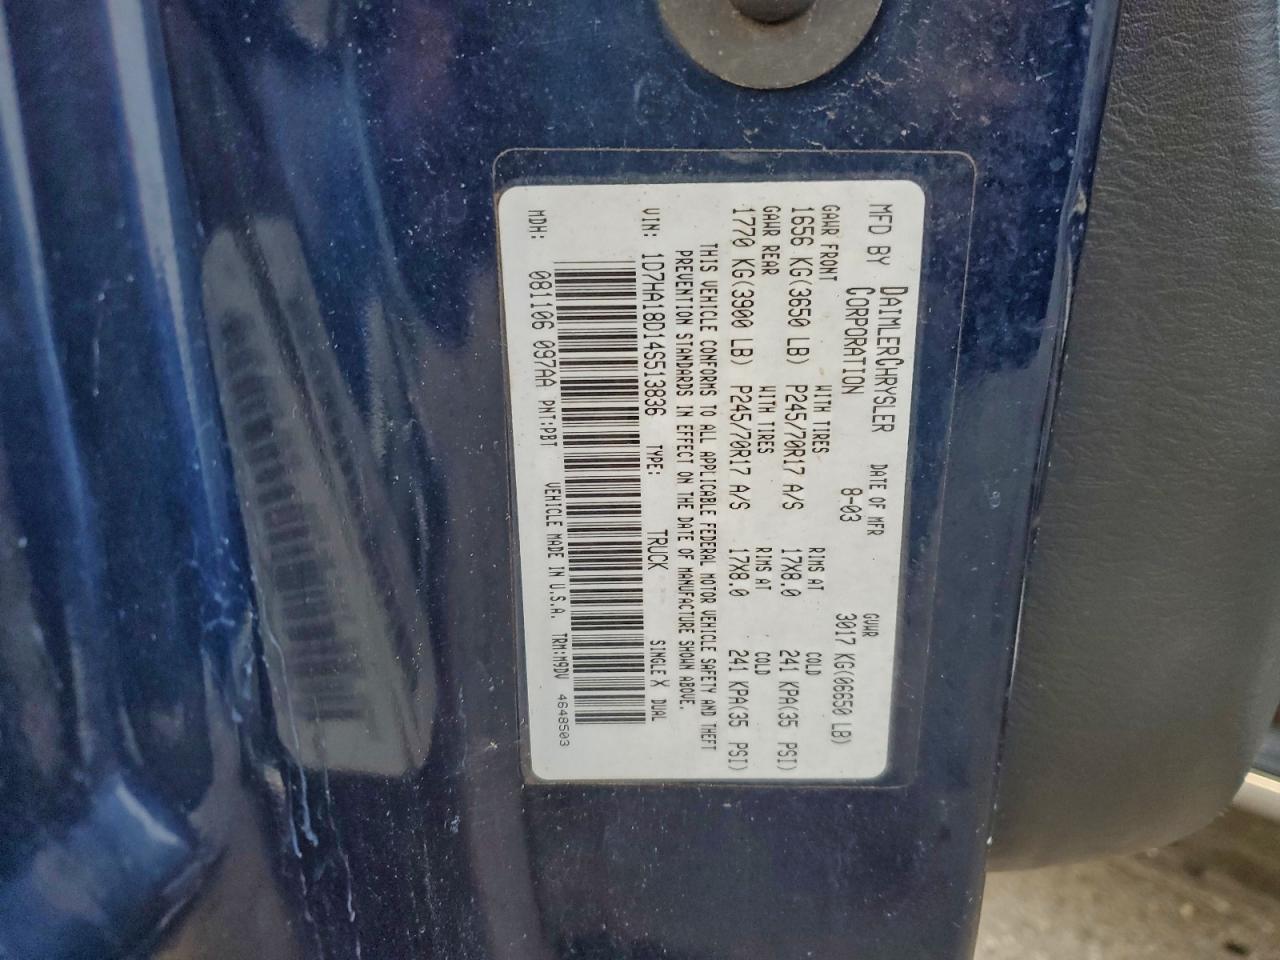 MFD BY DAIMLERCHRYSLER CORPORATION DATE OF MFR 8-03 GVWR 3017 KG(06650 LB)
GAWR FRONT WITH TIRES RIMS AT COLD
1656 KG(3650 LB) P245/70R17 A/S 17X8.0 241 KPA(35 PSI)
GAWR REAR WITH TIRES RIMS AT COLD
1770 KG(3900 LB) P245/70R17 A/S 17X8.0 241 KPA(35 PSI)
THIS VEHICLE CONFORMS TO ALL APPLICABLE FEDERAL MOTOR VEHICLE SAFETY AND THEFT
PREVENTION STANDARDS IN EFFECT ON THE DATE OF MANUFACTURE SHOWN ABOVE.
VIN: 1D7HA18D14S513836 TYPE: TRUCK SINGLE X DUAL
MDH: 081106 097AA PNT:PBT VEHICLE MADE IN U.S.A. TRM:M9DV 4648503